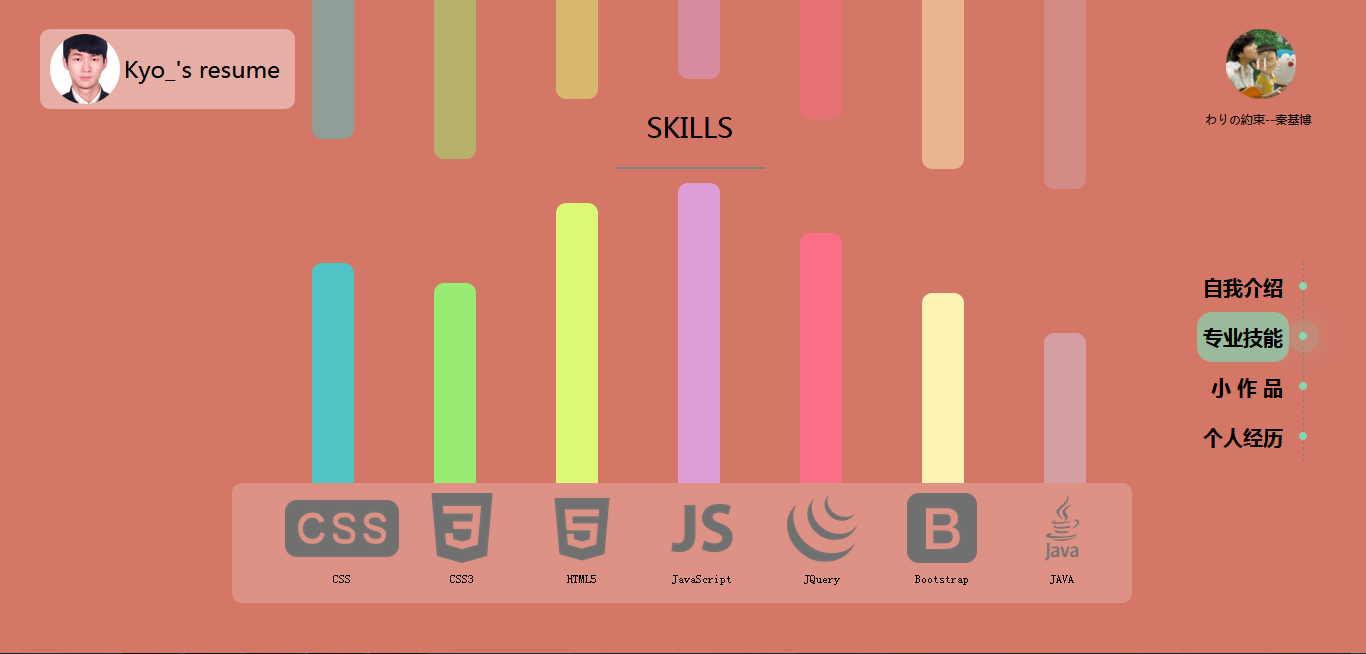 Kyo_'s resume
わりの約束--秦基博
SKILLS
自我介绍
专业技能
小 作 品
个人经历
CSS
3
5
JS
B
Java
CSS
CSS3
HTML5
JavaScript
JQuery
Bootstrap
JAVA